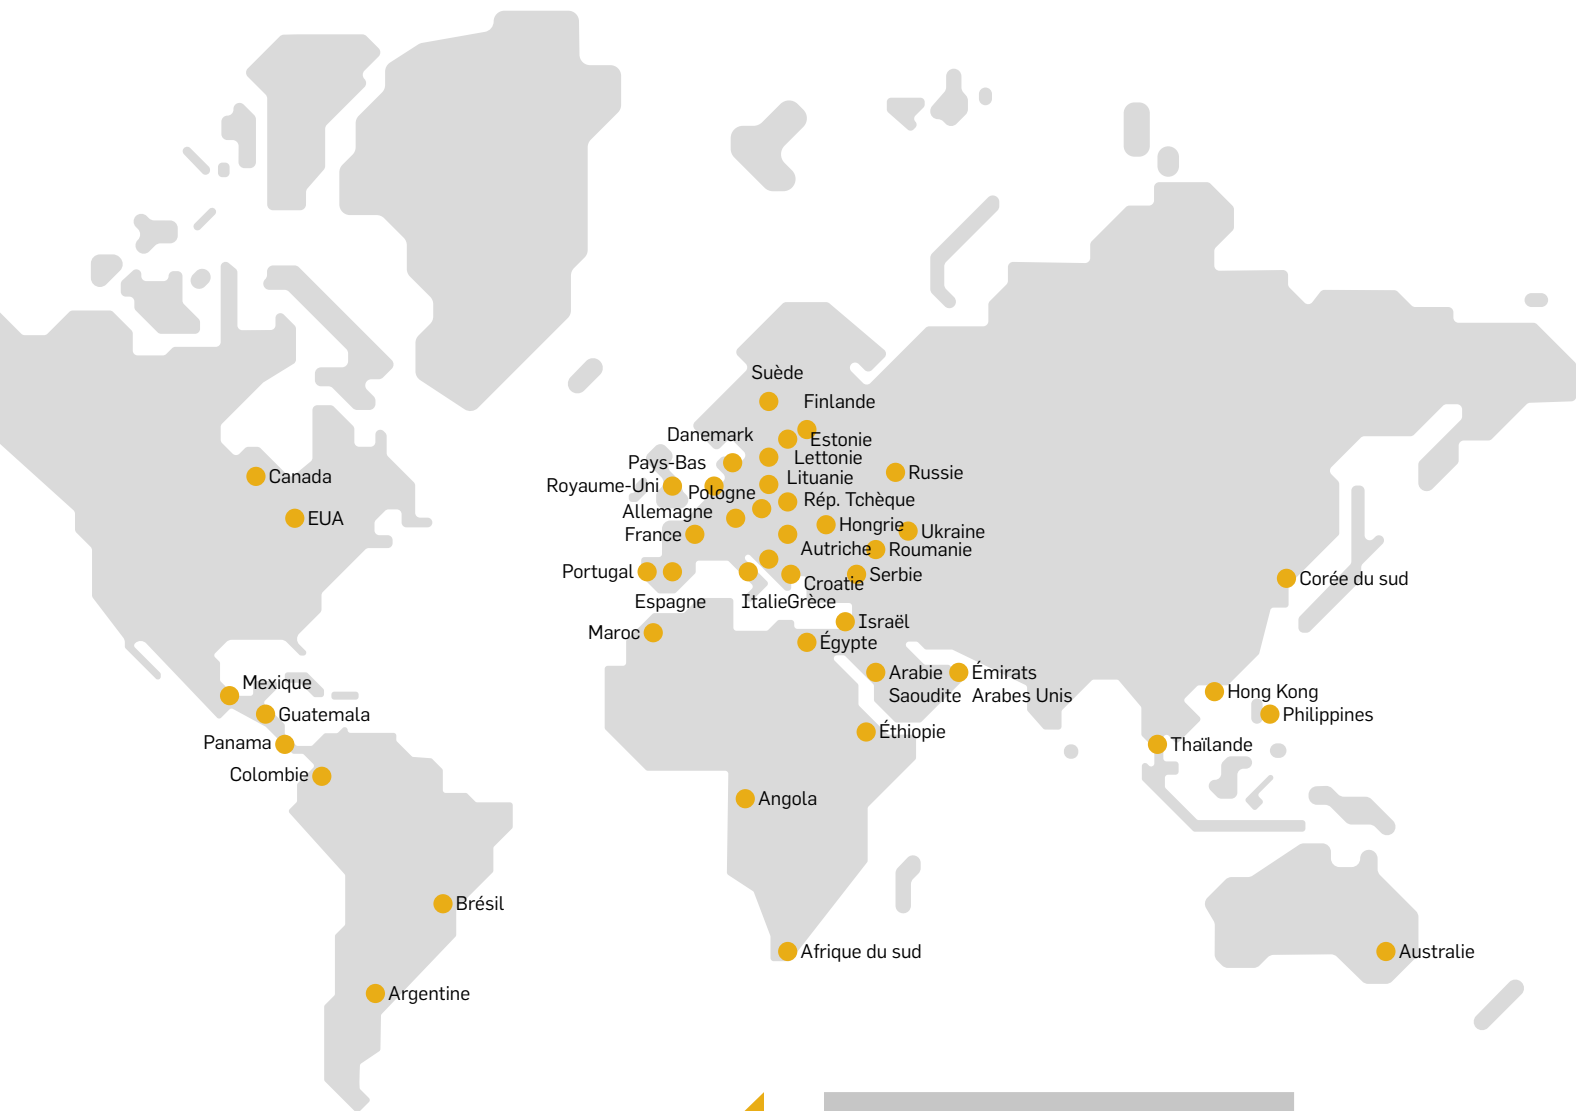 Suède
Finlande
Danemark
Estonie
Lettonie
Pays-Bas
Russie
Lituanie
Canada
Royaume-Uni
Pologne
Rép. Tchèque
Allemagne
EUA
Hongrie
Ukraine
France
Autriche
Roumanie
Portugal
Serbie
Croatie
Corée du sud
Espagne
Italie
Grèce
Israël
Maroc
Égypte
Arabie
Saoudite
Émirats
Arabes Unis
Mexique
Hong Kong
Guatemala
Philippines
Éthiopie
Panama
Thaïlande
Colombie
Angola
Brésil
Afrique du sud
Australie
Argentine